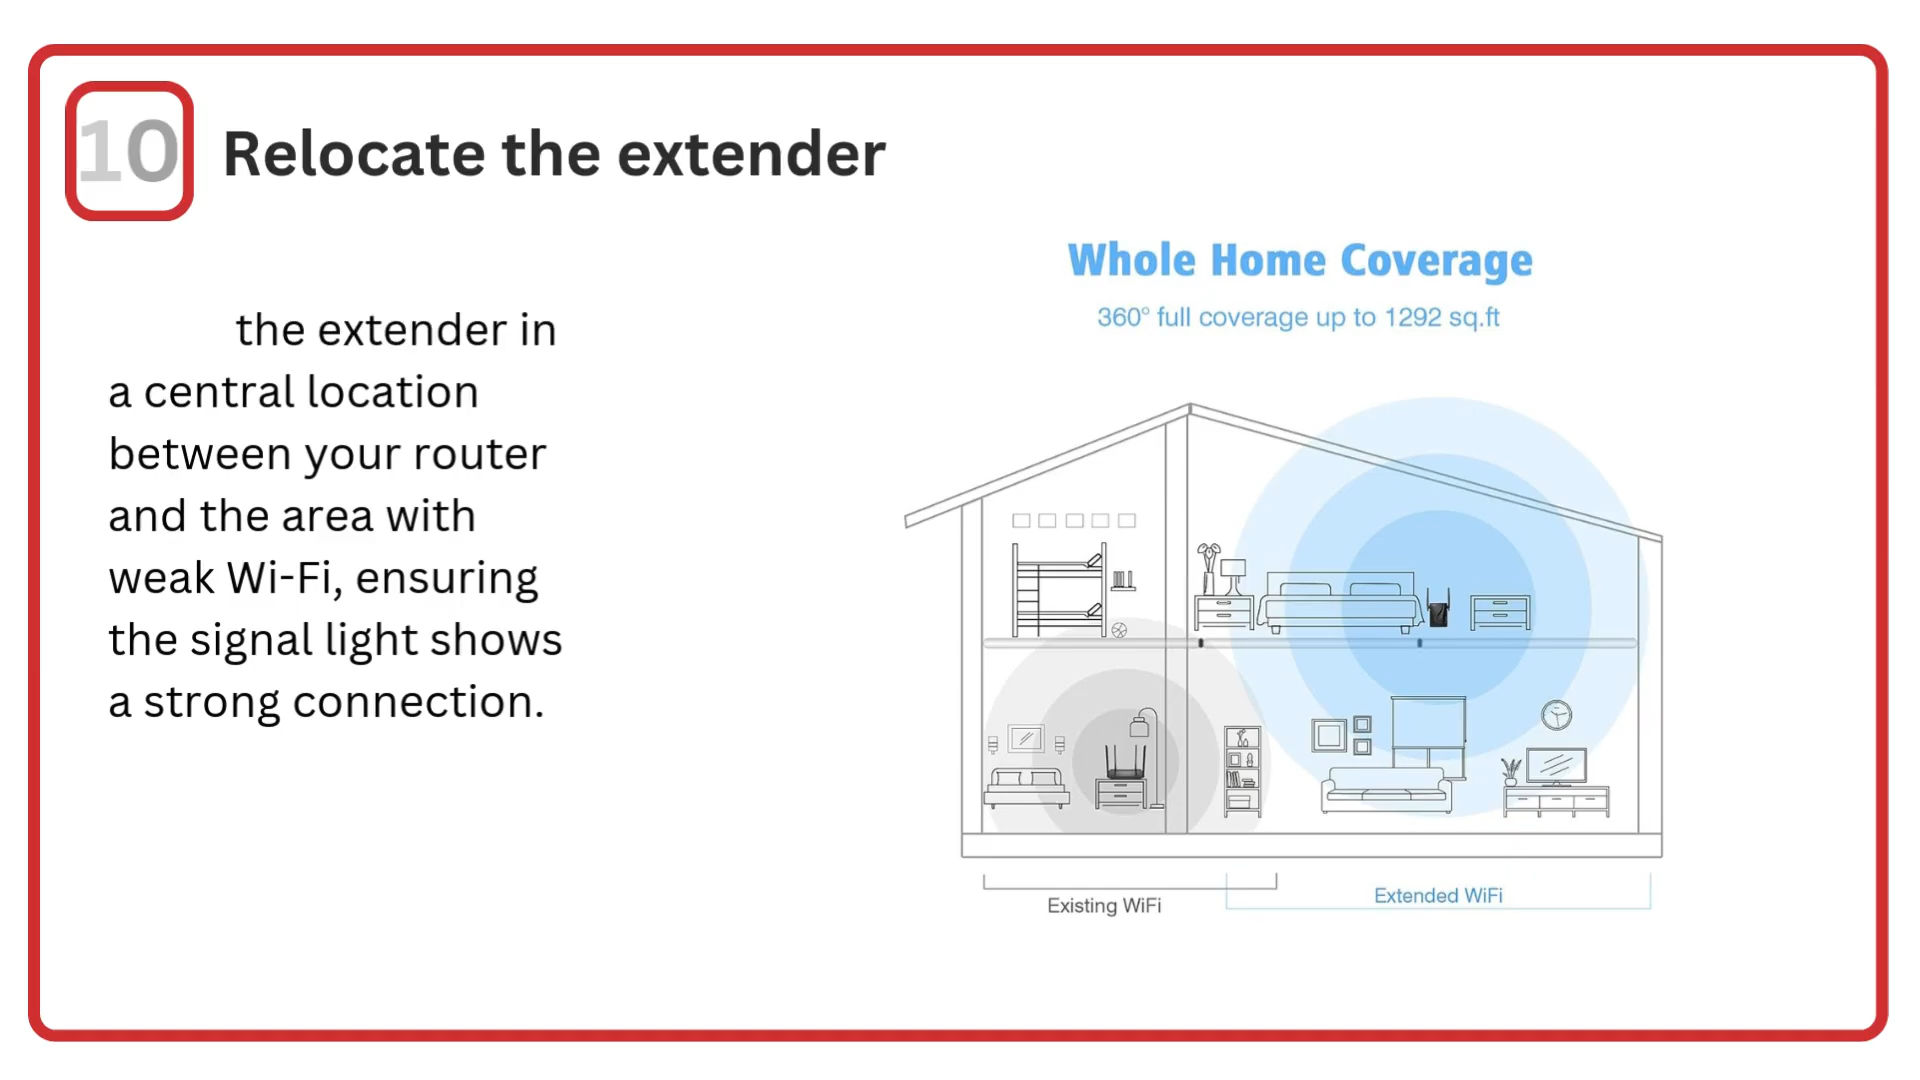 10
Relocate the extender
the extender in
a central location
between your router
and the area with
weak Wi-Fi, ensuring
the signal light shows
a strong connection.
Whole Home Coverage
360° full coverage up to 1292 sq.ft
Existing WiFi
Extended WiFi